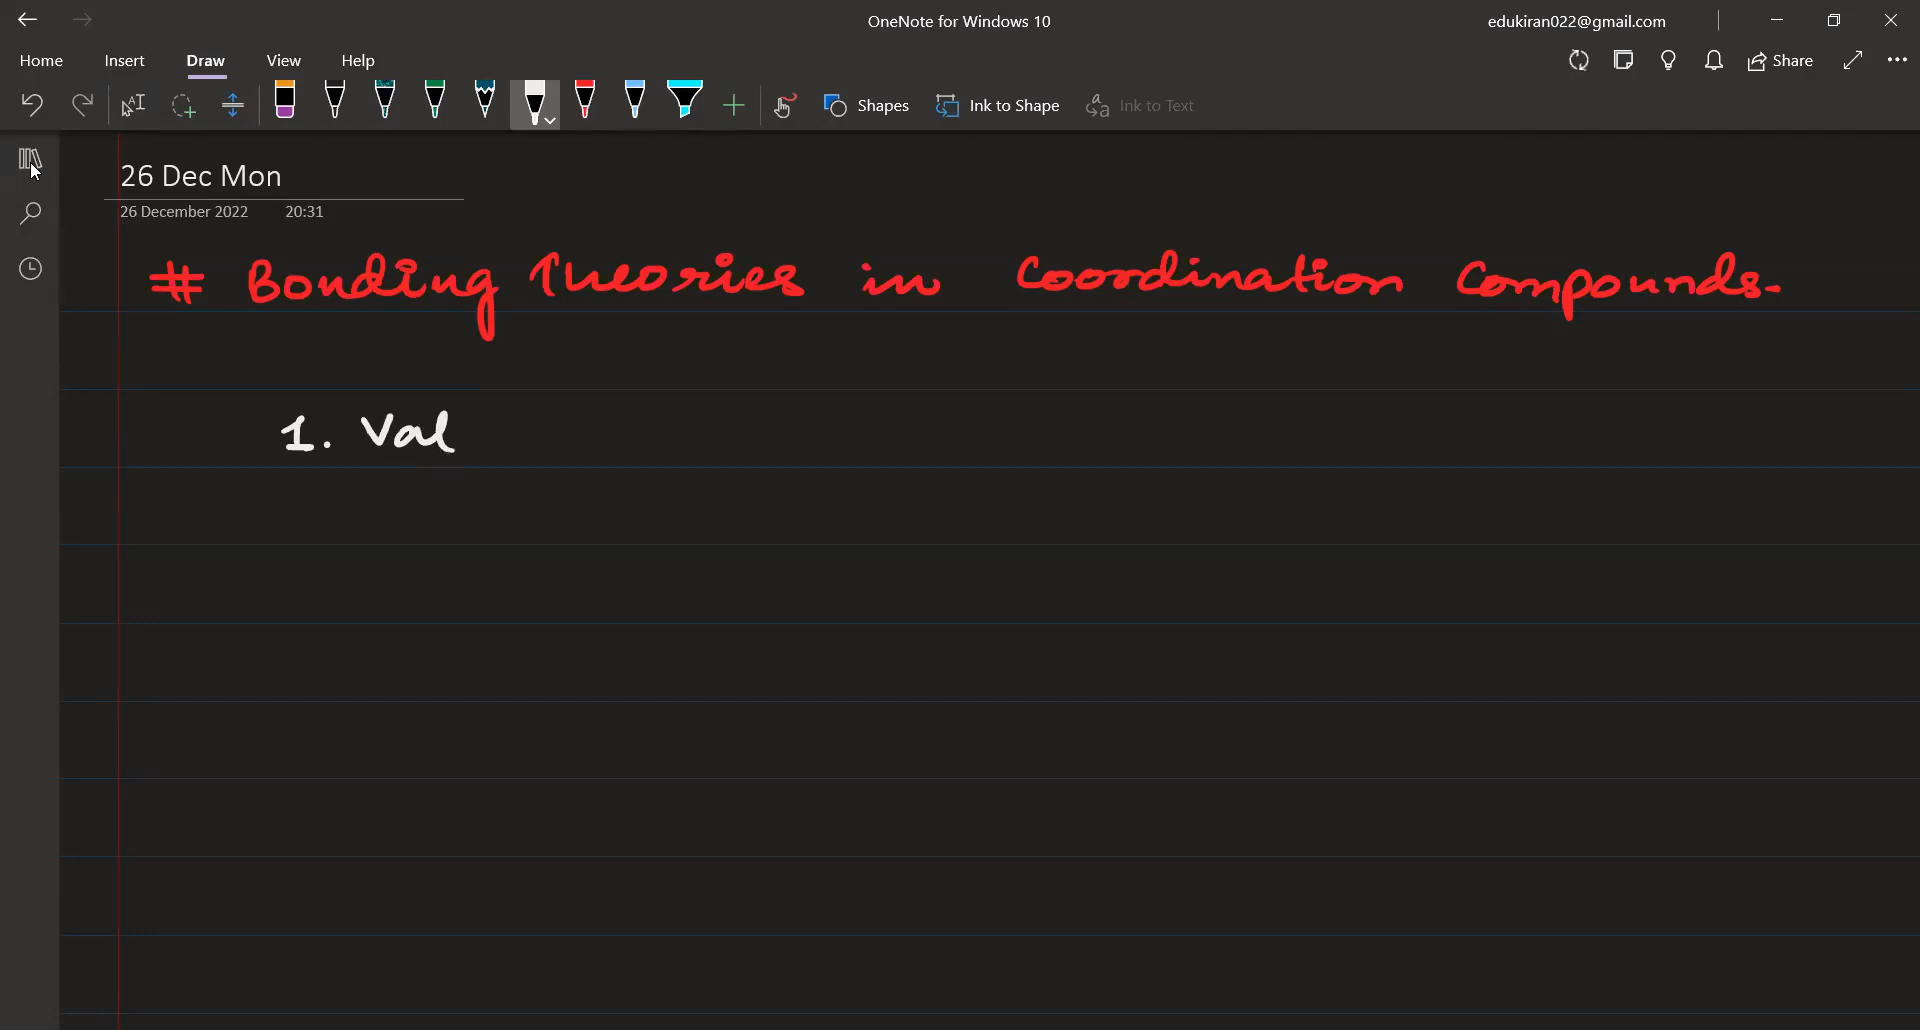 OneNote for Windows 10
edukiran022@gmail.com
Home Insert Draw View Help
Share
Shapes Ink to Shape Ink to Text
26 Dec Mon
26 December 2022 20:31
# Bonding Theories in Coordination Compounds.
1. Val